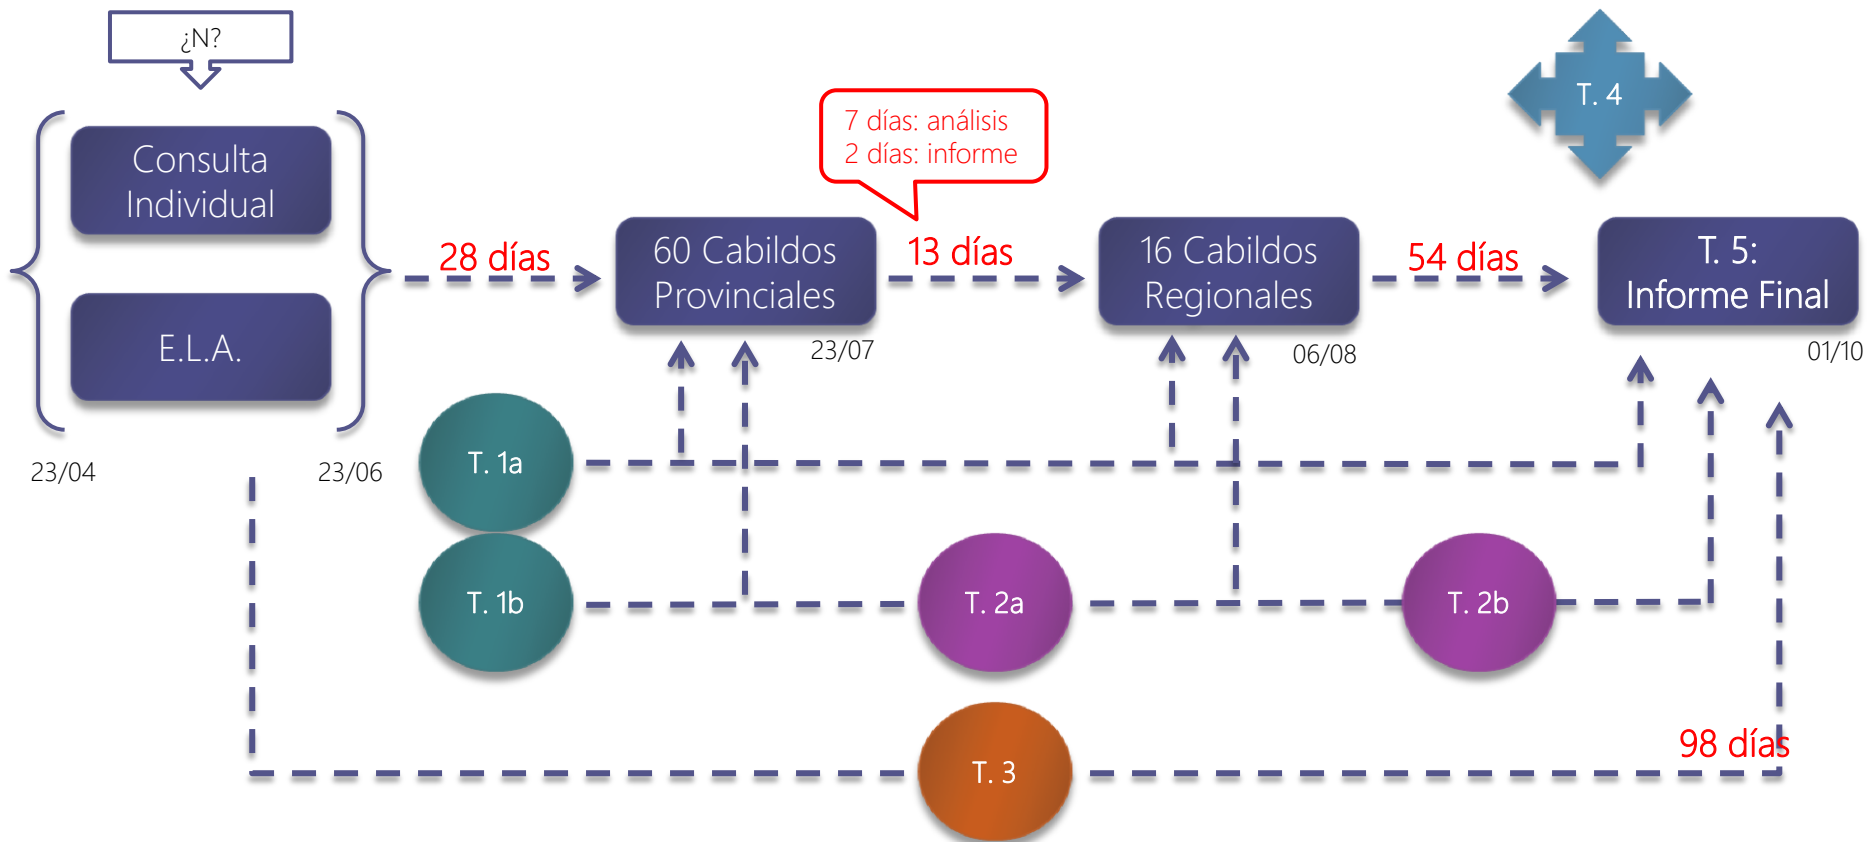 ¿N?
Consulta
Individual
E.L.A.
23/04
23/06
28 días
60 Cabildos
Provinciales
23/07
7 días: análisis
2 días: informe
13 días
16 Cabildos
Regionales
06/08
54 días
T. 4
T. 5:
Informe Final
01/10
T. 1a
T. 1b
T. 2a
T. 2b
T. 3
98 días